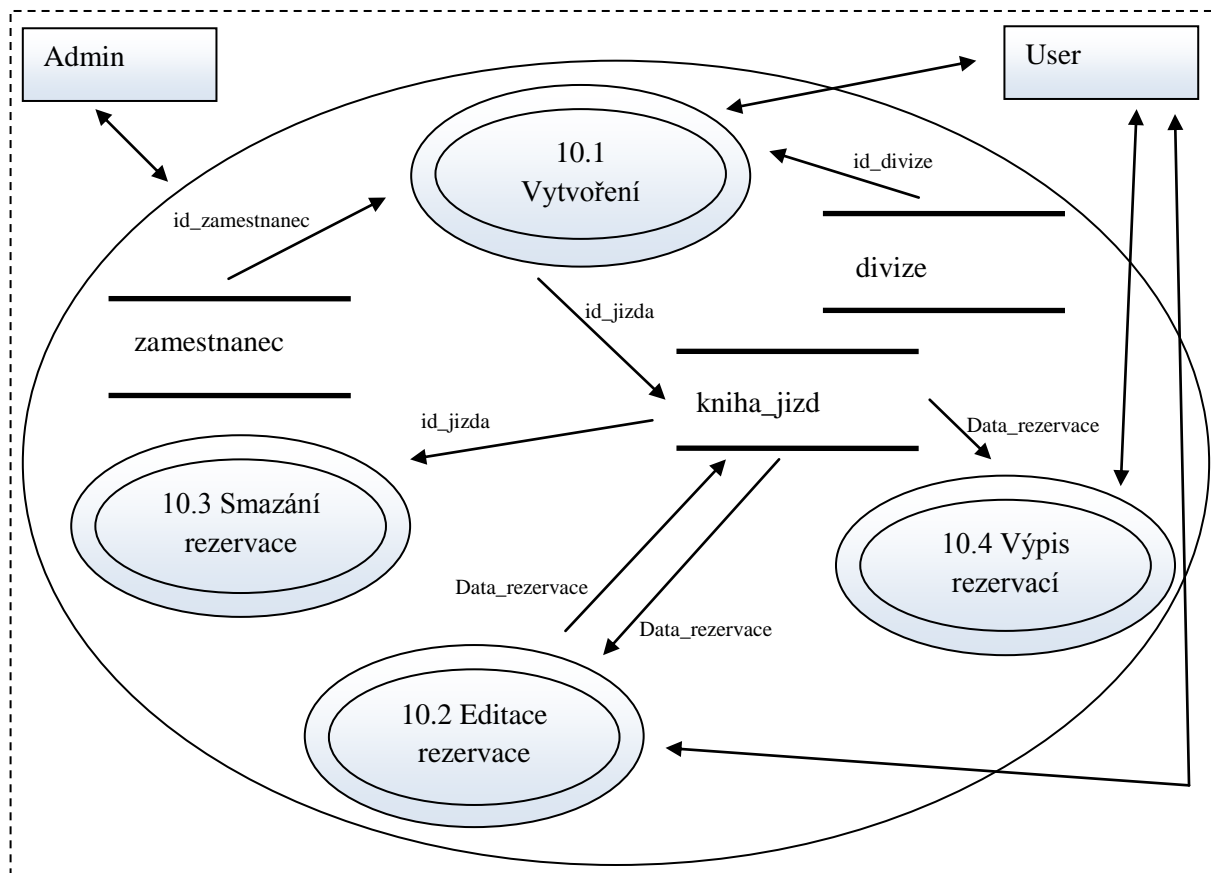 Admin
User
10.1
Vytvoření
id_divize
id_zamestnanec
divize
id_jizda
zamestnanec
kniha_jizd
id_jizda
Data_rezervace
10.3 Smazání
rezervace
10.4 Výpis
rezervací
Data_rezervace
Data_rezervace
10.2 Editace
rezervace